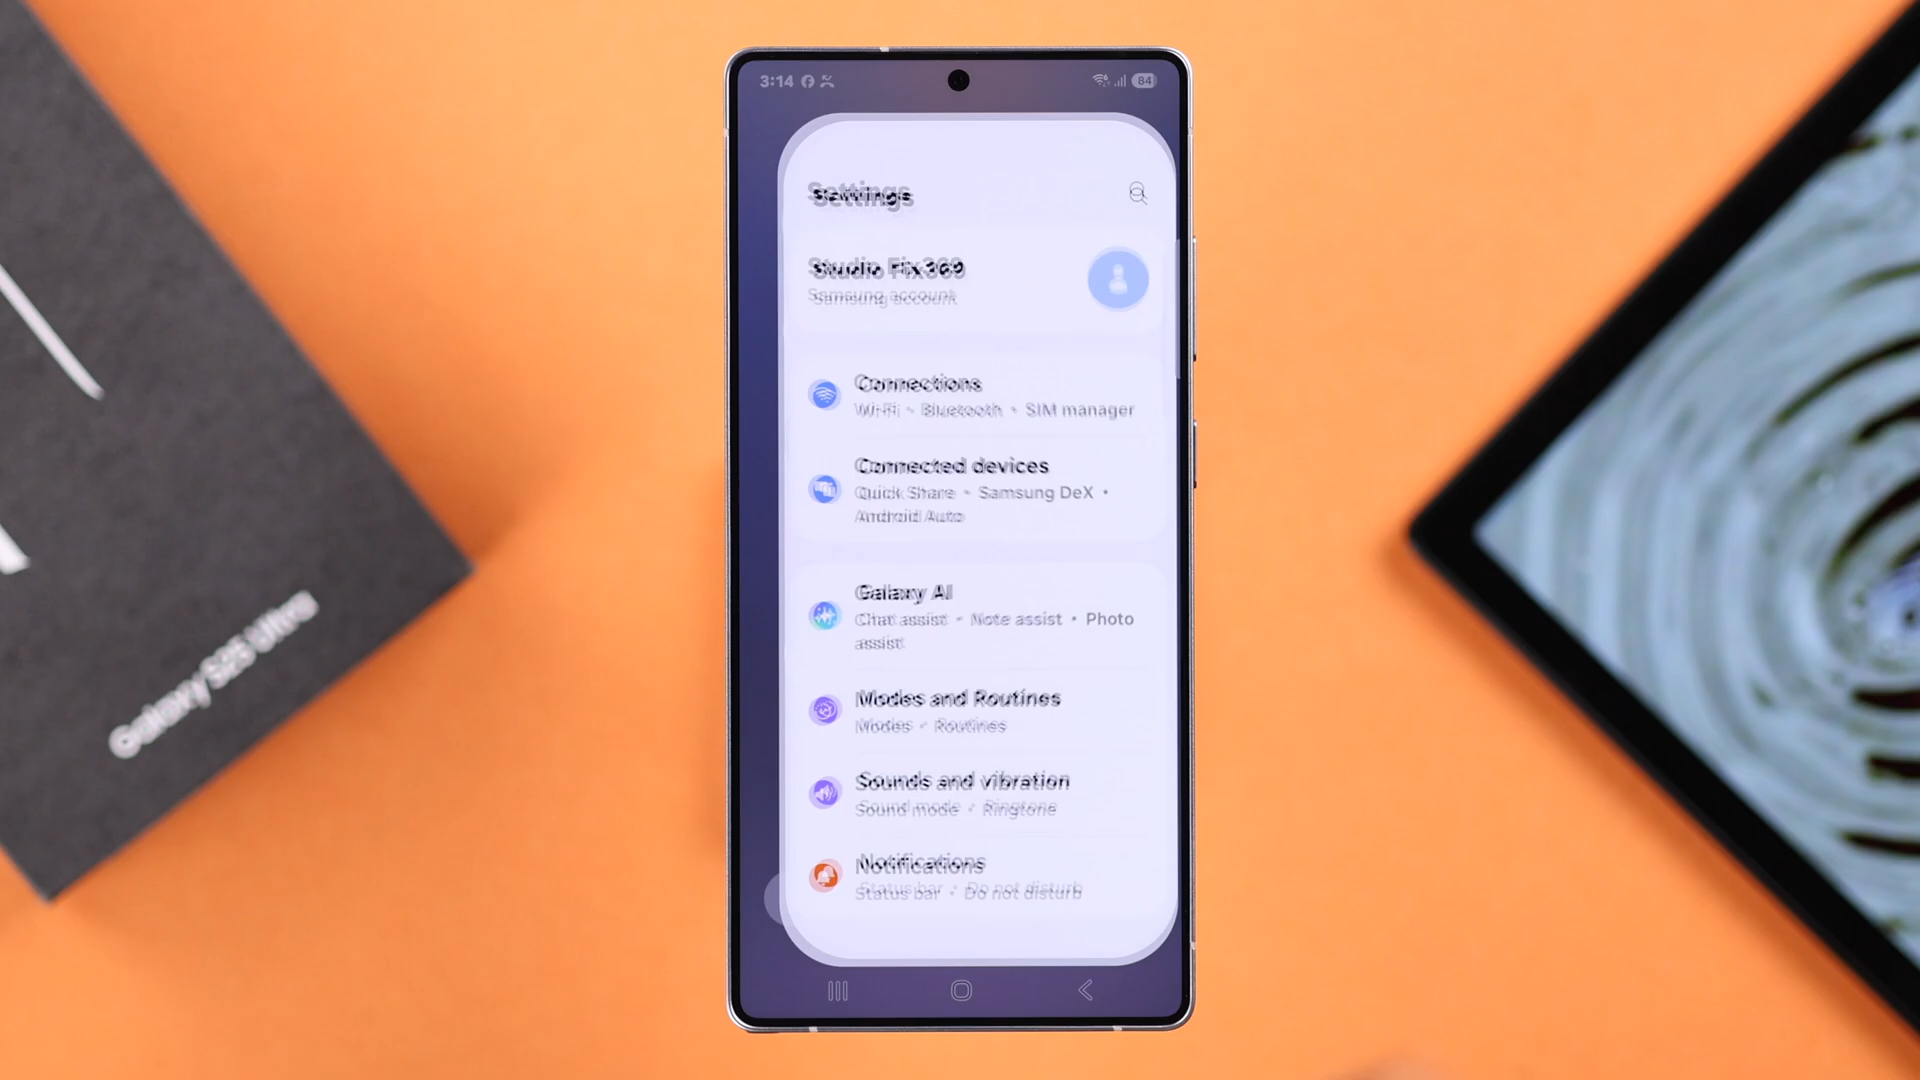 3:14
84
Settings
Studio Fix369
Samsung account
Connections
Wi-Fi • Bluetooth • SIM manager
Connected devices
Quick Share • Samsung DeX •
Android Auto
Galaxy AI
Chat assist • Note assist • Photo
assist
Modes and Routines
Modes • Routines
Sounds and vibration
Sound mode • Ringtone
Notifications
Status bar • Do not disturb
Galaxy S25 Ultra